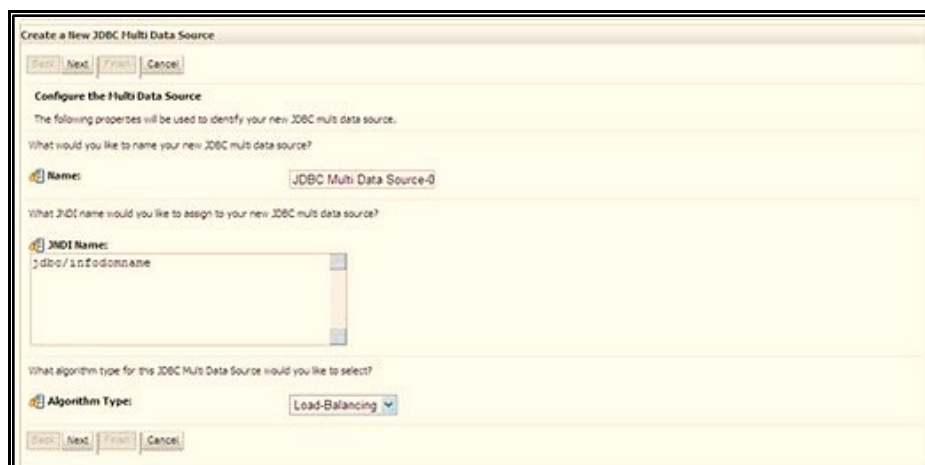 Create a New JDBC Multi Data Source
Back Next Finish Cancel
Configure the Multi Data Source
The following properties will be used to identify your new JDBC multi data source.
What would you like to name your new JDBC multi data source?
Name: JDBC Multi Data Source-0
What JNDI name would you like to assign to your new JDBC multi data source?
JNDI Name:
jdbc/infodomname
What algorithm type for this JDBC Multi Data Source would you like to select?
Algorithm Type: Load-Balancing
Back Next Finish Cancel